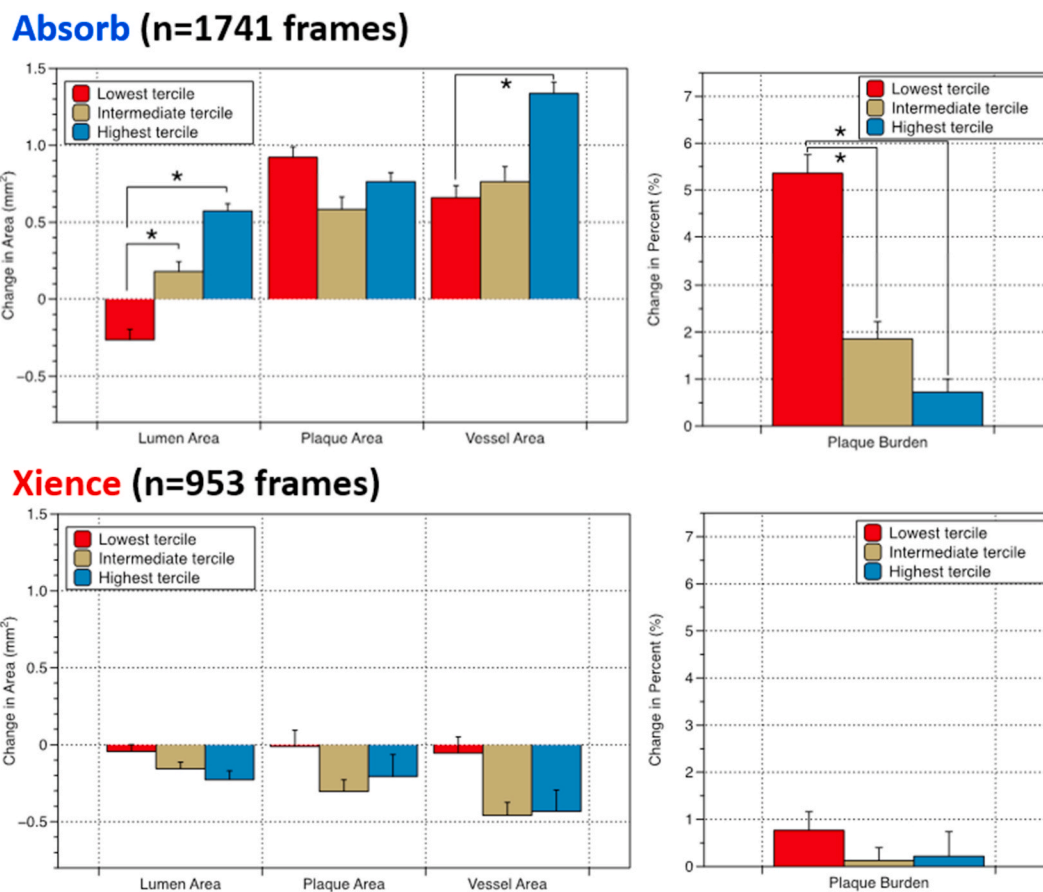 Absorb (n=1741 frames)
Change in Area (mm²)
1.5
1.0
0.5
0
−0.5
Lowest tercile
Intermediate tercile
Highest tercile
*
*
*
Lumen Area
Plaque Area
Vessel Area
Change in Percent (%)
7
6
5
4
3
2
1
0
Lowest tercile
Intermediate tercile
Highest tercile
*
*
Plaque Burden
Xience (n=953 frames)
Change in Area (mm²)
1.5
1.0
0.5
0
−0.5
Lowest tercile
Intermediate tercile
Highest tercile
Lumen Area
Plaque Area
Vessel Area
Change in Percent (%)
7
6
5
4
3
2
1
0
Lowest tercile
Intermediate tercile
Highest tercile
Plaque Burden